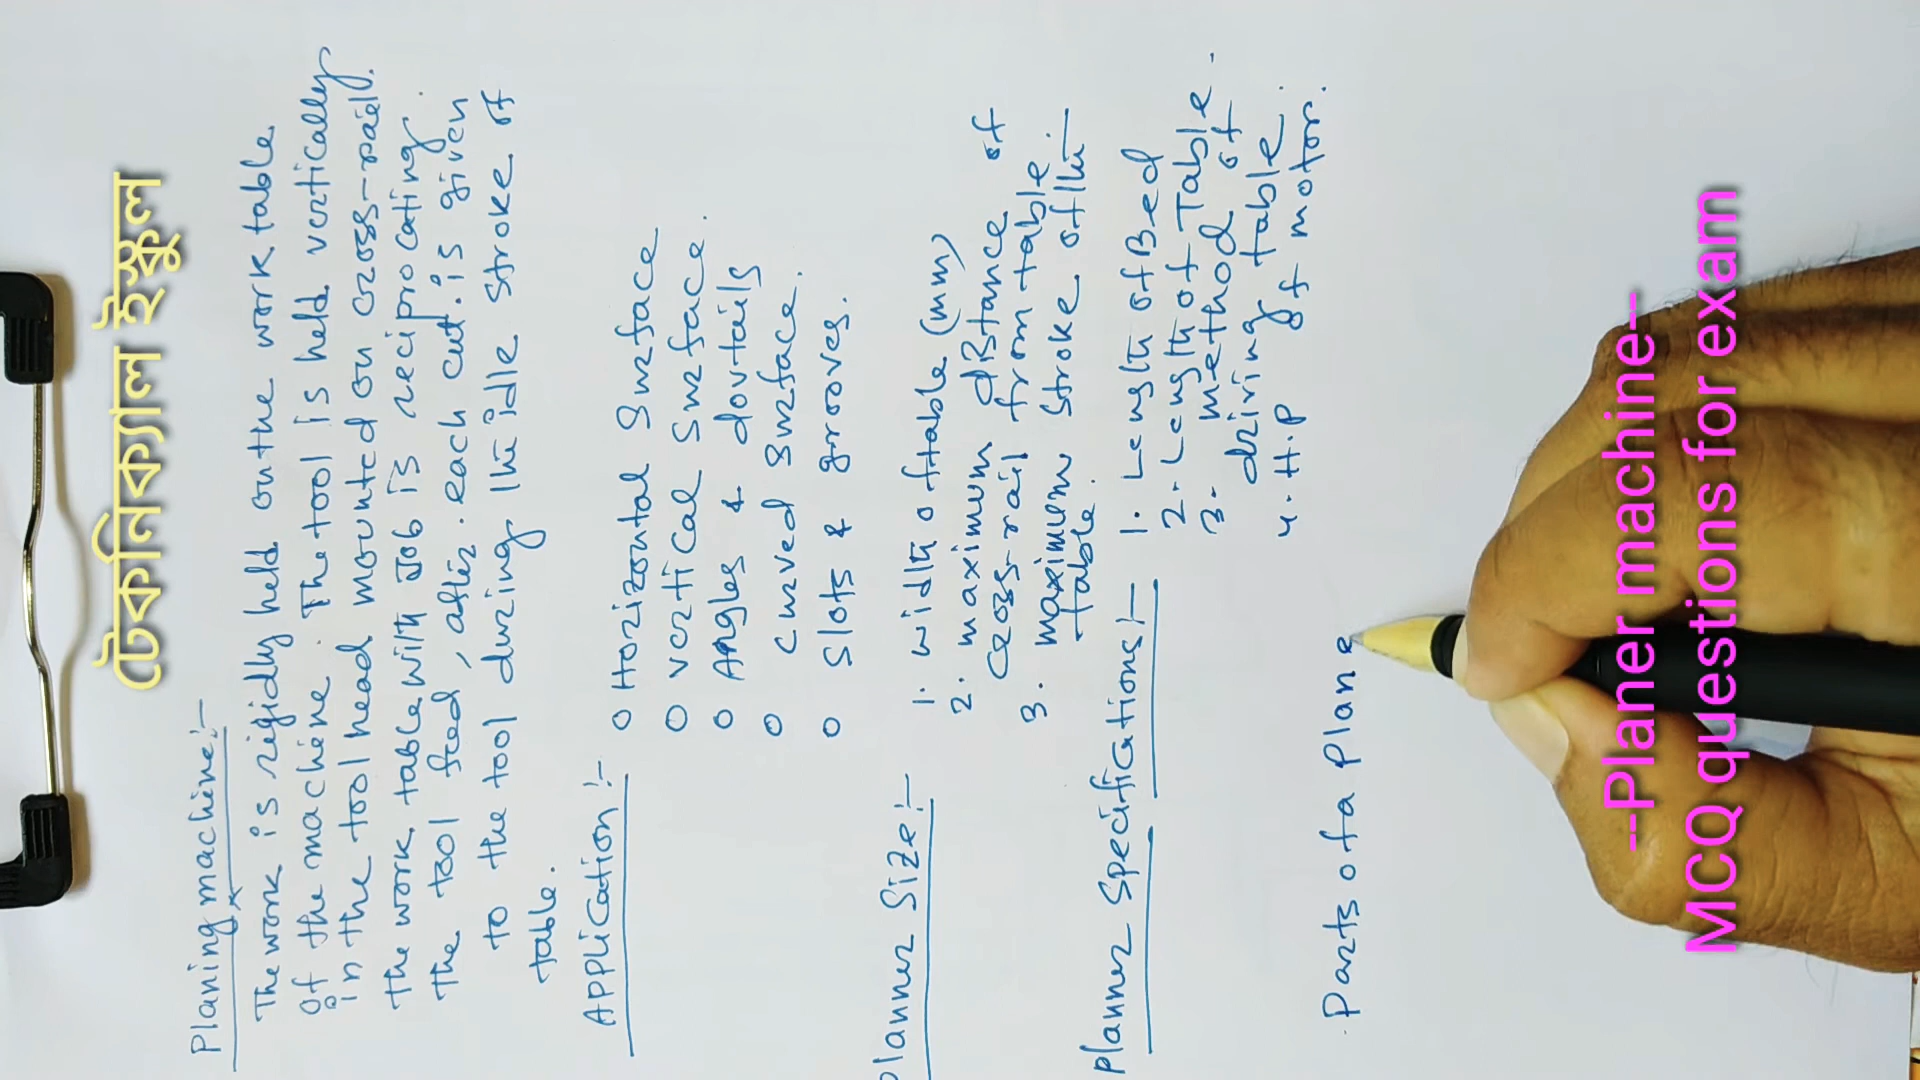 টেকনিক্যাল ইস্কুল
Planing machine:-
The work is rigidly held on the work table
of the machine. The tool is held vertically
in the tool head mounted on cross-rail.
The work table with Job is reciprocating.
The tool feed, after each cut is given
to the tool during the idle stroke of
table.
Application:-
o Horizontal Surface
o vertical Surface
o Angles & dovtails
o curved Surface.
o Slots & grooves.
planner Size:-
1. width of table (mm)
2. maximum distance of
cross-rail from table.
3. maximum stroke of the
table.
planner Specifications:-
1. Length of Bed
2. Length of Table.
3. method of
driring table.
4. H.P of motor.
Parts of a Plane
--Planer machine--
MCQ questions for exam